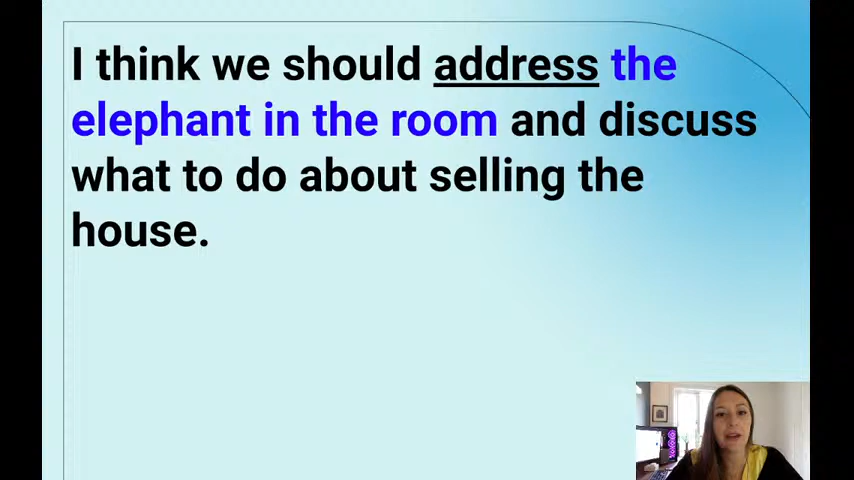 I think we should address the
elephant in the room and discuss
what to do about selling the
house.